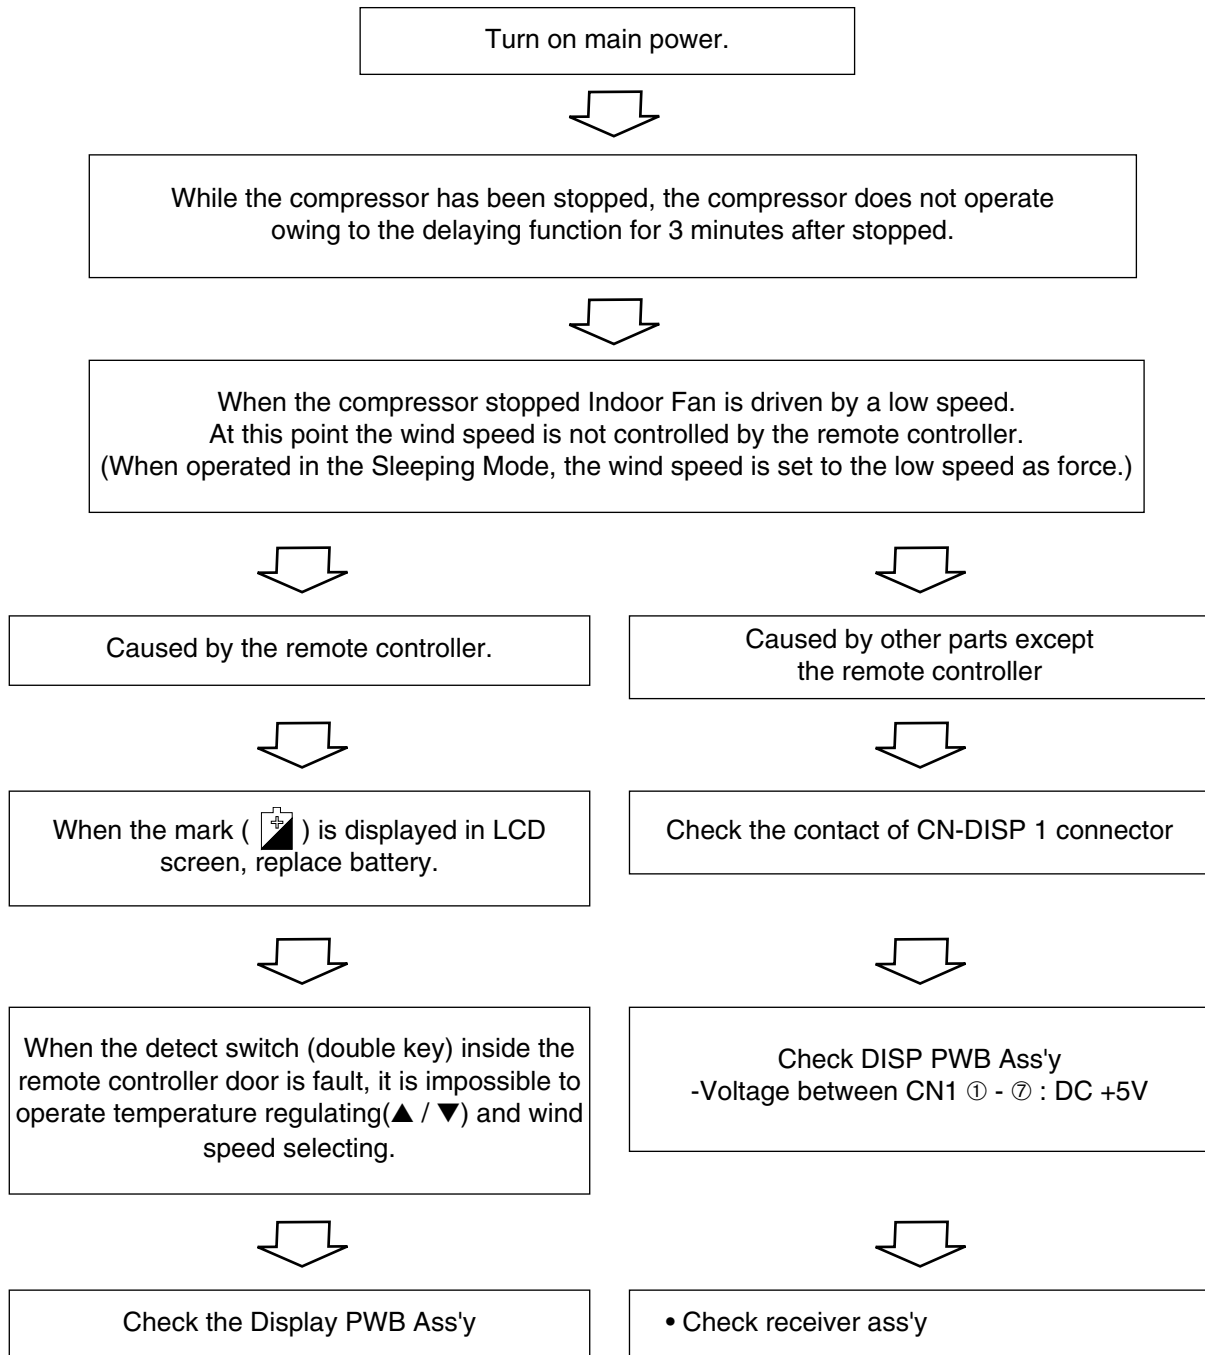 Turn on main power.
While the compressor has been stopped, the compressor does not operate
owing to the delaying function for 3 minutes after stopped.
When the compressor stopped Indoor Fan is driven by a low speed.
At this point the wind speed is not controlled by the remote controller.
(When operated in the Sleeping Mode, the wind speed is set to the low speed as force.)
Caused by the remote controller.
When the mark ( ) is displayed in LCD
screen, replace battery.
When the detect switch (double key) inside the
remote controller door is fault, it is impossible to
operate temperature regulating(▲ / ▼) and wind
speed selecting.
Check the Display PWB Ass'y
Caused by other parts except
the remote controller
Check the contact of CN-DISP 1 connector
Check DISP PWB Ass'y
-Voltage between CN1 ① - ⑦ : DC +5V
• Check receiver ass'y